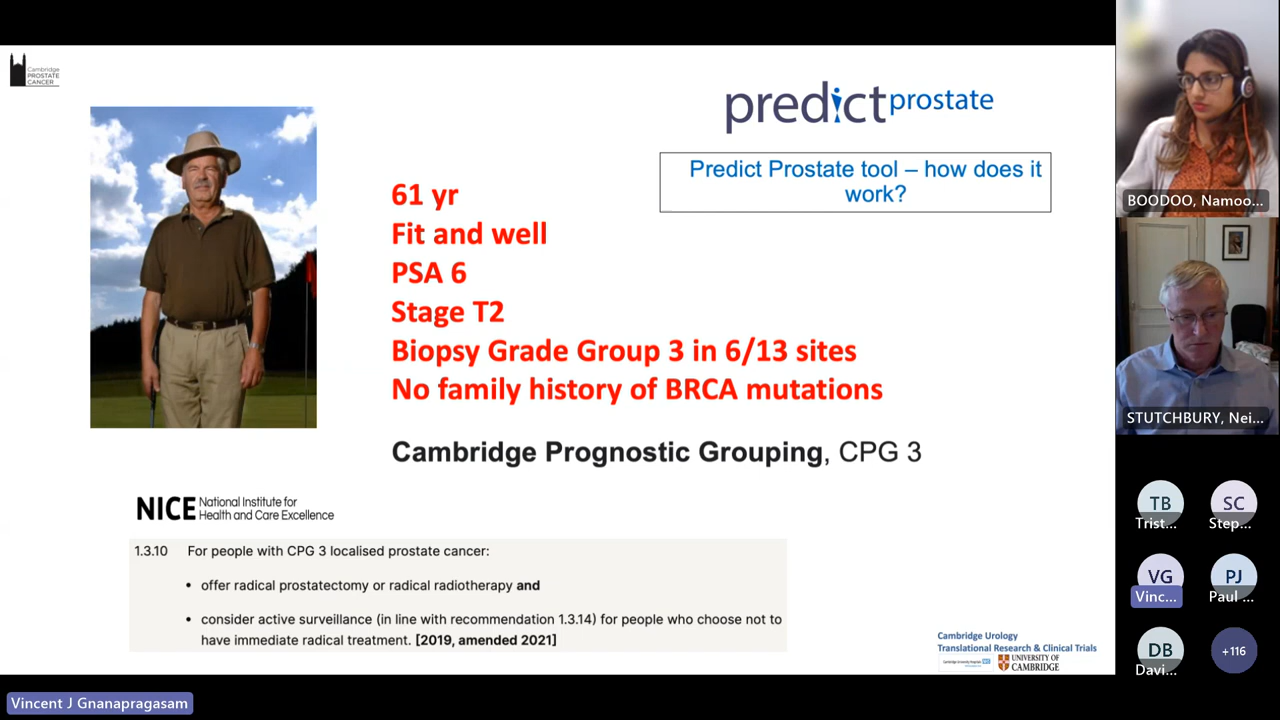 Cambridge
PROSTATE
CANCER
predict prostate
Predict Prostate tool – how does it
work?
61 yr
Fit and well
PSA 6
Stage T2
Biopsy Grade Group 3 in 6/13 sites
No family history of BRCA mutations
Cambridge Prognostic Grouping, CPG 3
NICE National Institute for
Health and Care Excellence
1.3.10 For people with CPG 3 localised prostate cancer:
• offer radical prostatectomy or radical radiotherapy and
• consider active surveillance (in line with recommendation 1.3.14) for people who choose not to
have immediate radical treatment. [2019, amended 2021]
Cambridge Urology
Translational Research & Clinical Trials
UNIVERSITY OF
CAMBRIDGE
BOODOO, Namoo...
STUTCHBURY, Nei...
TB
Trist...
SC
Step...
VG
Vinc...
PJ
Paul ...
DB
Davi...
+116
Vincent J Gnanapragasam